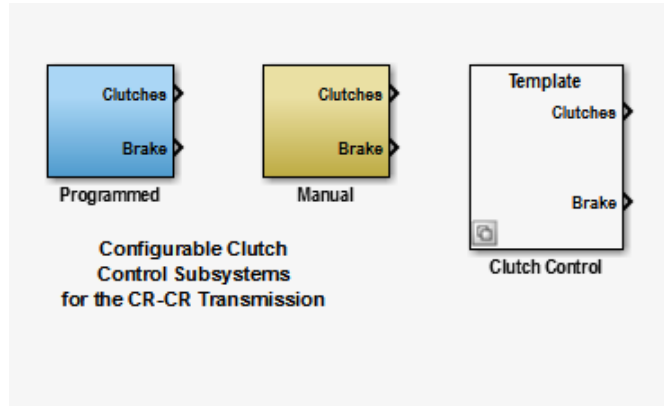 Clutches
Brake
Programmed
Clutches
Brake
Manual
Template
Clutches
Brake
Clutch Control
Configurable Clutch
Control Subsystems
for the CR-CR Transmission